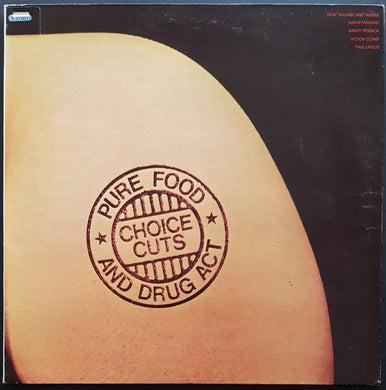 DON "SUGARCANE" HARRIS
HARVEY MANDEL
RANDY RESNICK
VICTOR CONTE
PAUL LAGOS
PURE FOOD
CHOICE
CUTS
AND DRUG ACT